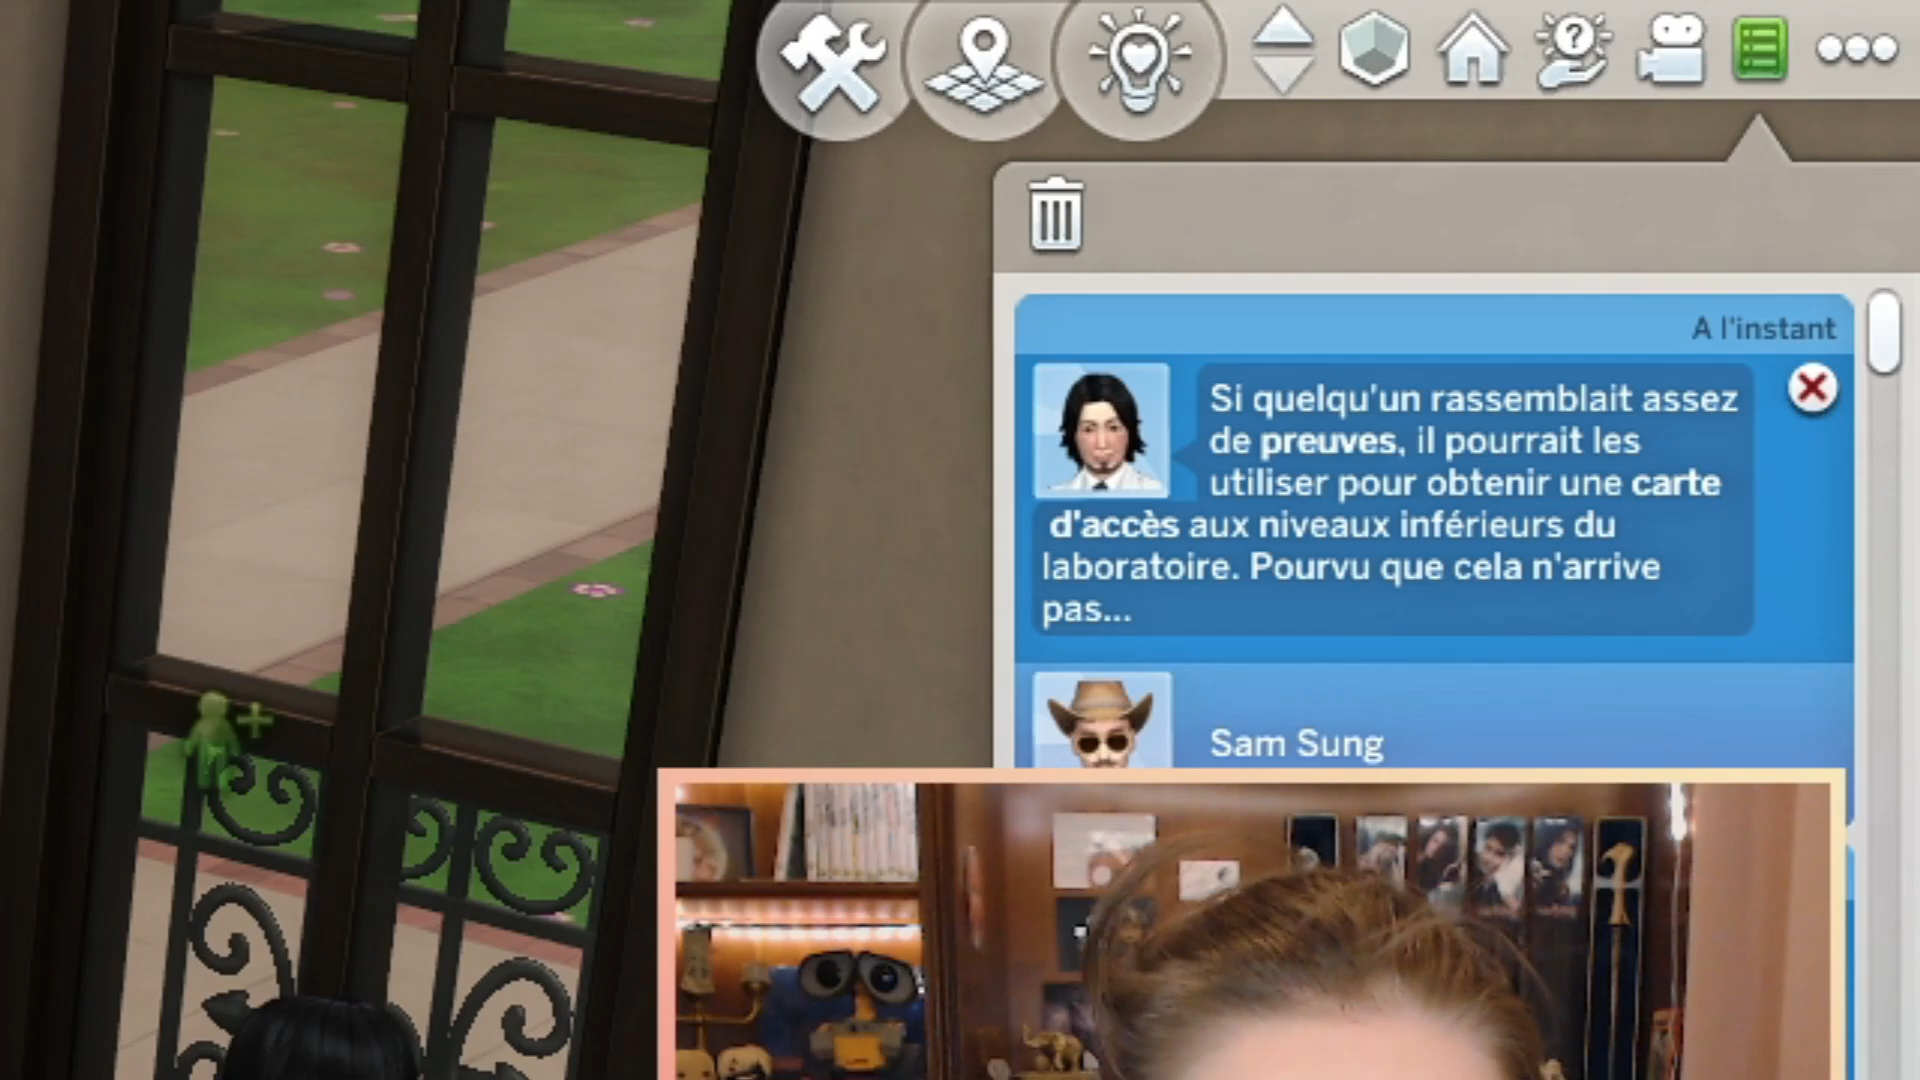 A l'instant
Si quelqu'un rassemblait assez
de preuves, il pourrait les
utiliser pour obtenir une carte
d'accès aux niveaux inférieurs du
laboratoire. Pourvu que cela n'arrive
pas...
Sam Sung